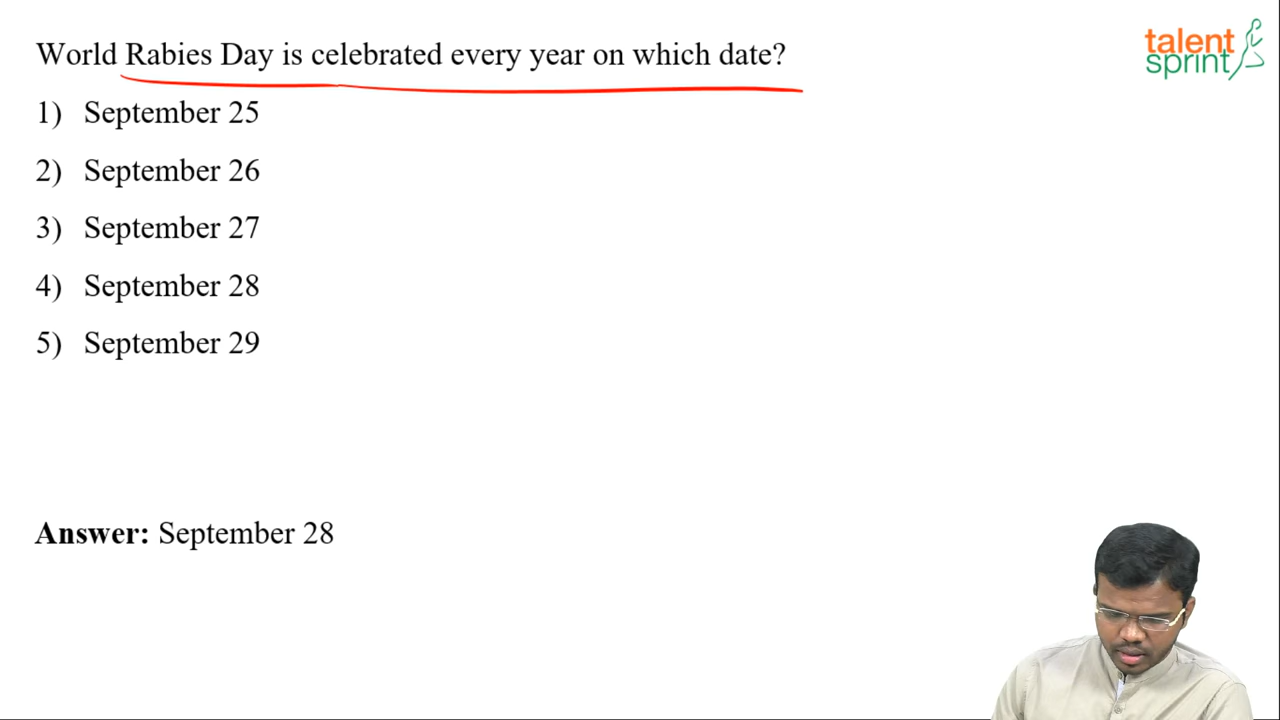 World Rabies Day is celebrated every year on which date?
talent
sprint
1) September 25
2) September 26
3) September 27
4) September 28
5) September 29
Answer: September 28